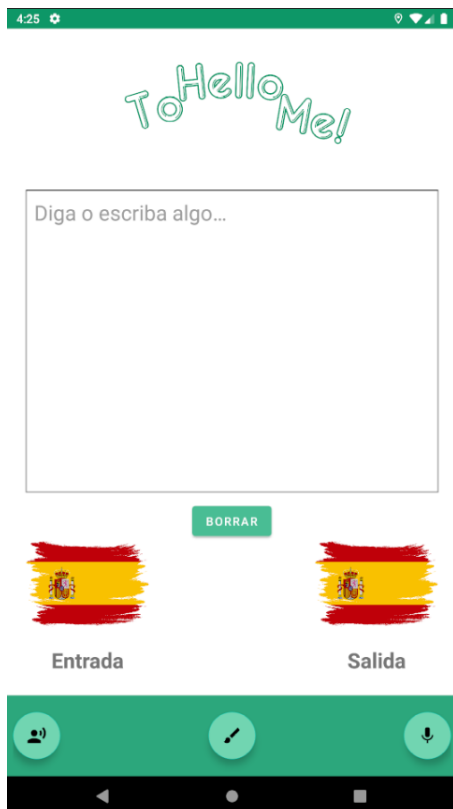 4:25
To Hello Me!
Diga o escriba algo...
BORRAR
Entrada
Salida